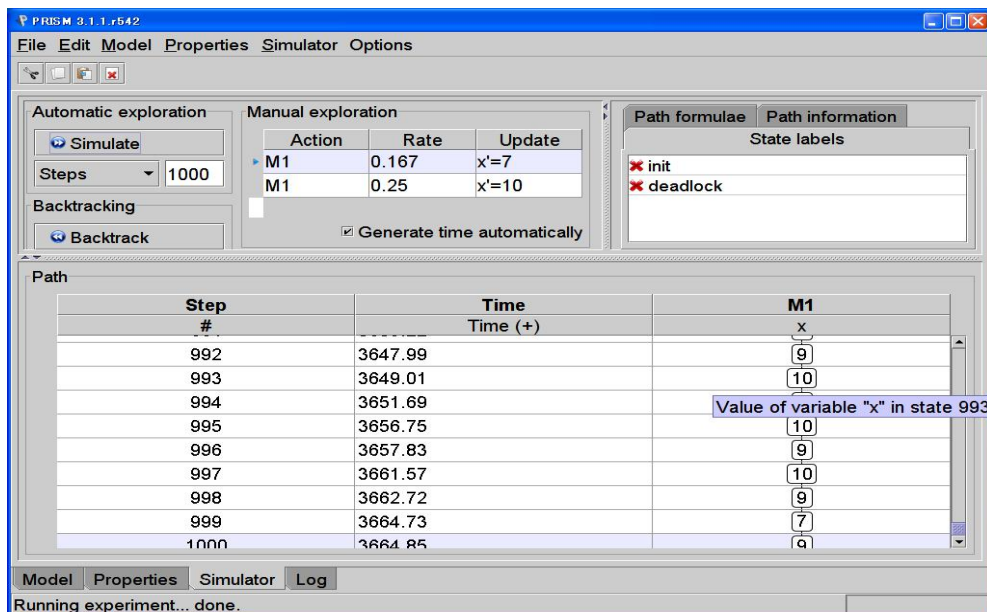 PRISM 3.1.1.r542
File Edit Model Properties Simulator Options
Automatic exploration
Simulate
Steps 1000
Backtracking
Backtrack
Manual exploration
Action Rate Update
M1 0.167 x'=7
M1 0.25 x'=10
Generate time automatically
Path formulae Path information
State labels
init
deadlock
Path
Step Time M1
# Time (+) x
992 3647.99 9
993 3649.01 10
994 3651.69
Value of variable "x" in state 993
995 3656.75 10
996 3657.83 9
997 3661.57 10
998 3662.72 9
999 3664.73 7
1000 3664.85 9
Model Properties Simulator Log
Running experiment... done.